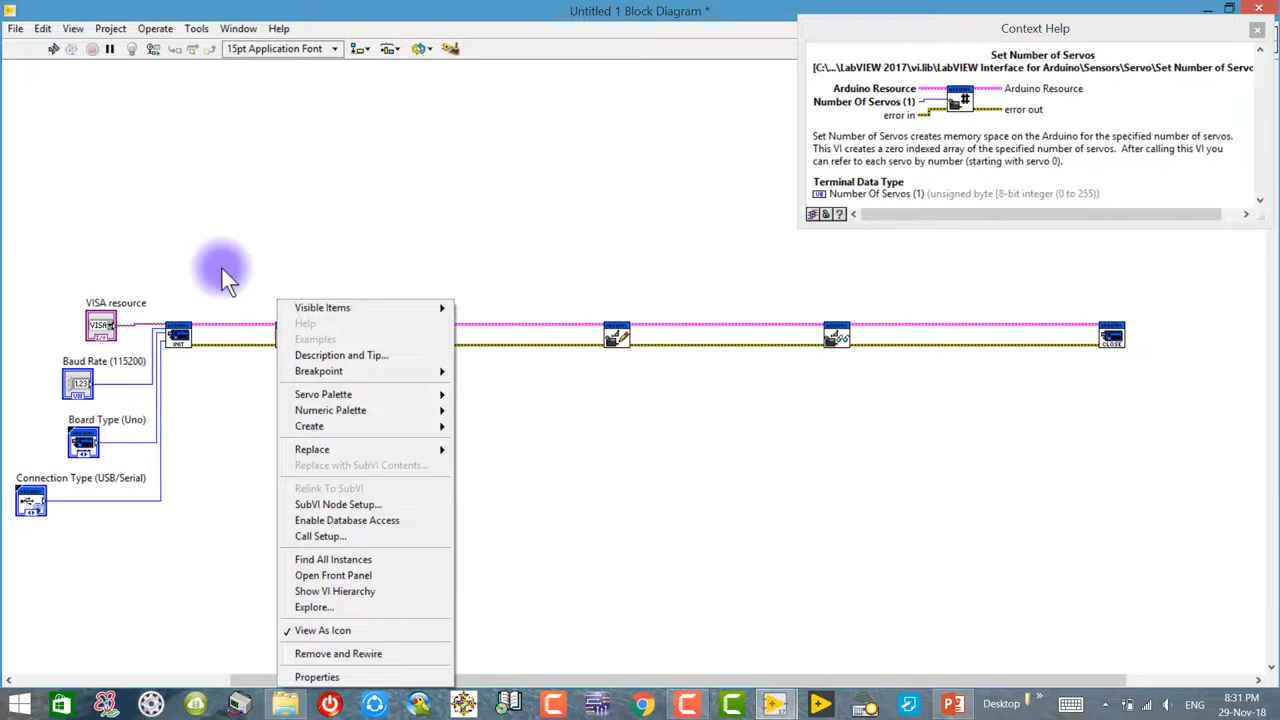 Untitled 1 Block Diagram *
File Edit View Project Operate Tools Window Help
15pt Application Font
Context Help
Set Number of Servos
[C:\...\LabVIEW 2017\vi.lib\LabVIEW Interface for Arduino\Sensors\Servo\Set Number of Servo
Arduino Resource
Arduino Resource
Number Of Servos (1)
error out
error in
Set Number of Servos creates memory space on the Arduino for the specified number of servos.
This VI creates a zero indexed array of the specified number of servos. After calling this VI you
can refer to each servo by number (starting with servo 0).
Terminal Data Type
U8 Number Of Servos (1) (unsigned byte [8-bit integer (0 to 255)])
VISA resource
VISA
INIT
Baud Rate (115200)
1.23
Board Type (Uno)
Connection Type (USB/Serial)
CLOSE
Visible Items
Help
Examples
Description and Tip...
Breakpoint
Servo Palette
Numeric Palette
Create
Replace
Replace with SubVI Contents...
Relink To SubVI
SubVI Node Setup...
Enable Database Access
Call Setup...
Find All Instances
Open Front Panel
Show VI Hierarchy
Explore...
View As Icon
Remove and Rewire
Properties
Desktop
8:31 PM
29-Nov-18